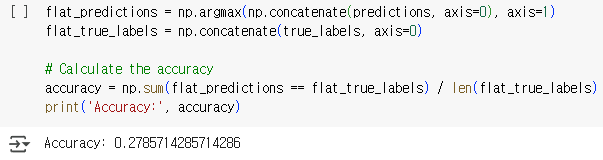 [ ] flat_predictions = np.argmax(np.concatenate(predictions, axis=0), axis=1)
flat_true_labels = np.concatenate(true_labels, axis=0)
# Calculate the accuracy
accuracy = np.sum(flat_predictions == flat_true_labels) / len(flat_true_labels)
print('Accuracy:', accuracy)
Accuracy: 0.2785714285714286